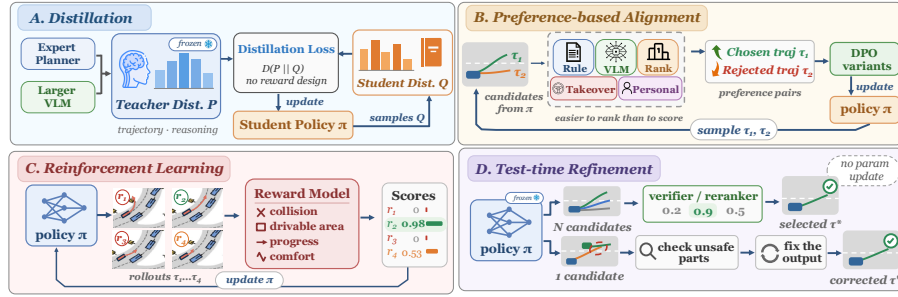 A. Distillation
Expert
Planner
Larger
VLM
frozen
Teacher Dist. P
trajectory · reasoning
Distillation Loss
D(P || Q)
no reward design
update
Student Policy π
Student Dist. Q
samples Q
B. Preference-based Alignment
τ₁
τ₂
candidates
from π
Rule
VLM
Rank
Takeover
Personal
easier to rank than to score
Chosen traj τ₁
Rejected traj τ₂
preference pairs
DPO
variants
update
policy π
sample τ₁, τ₂
C. Reinforcement Learning
policy π
r₁
r₂
r₃
r₄
rollouts τ₁...τ₄
Reward Model
collision
drivable area
progress
comfort
Scores
r₁ 0
r₂ 0.98
r₃ 0
r₄ 0.53
update π
D. Test-time Refinement
frozen
policy π
N candidates
verifier / reranker
0.2 0.9 0.5
selected τ*
no param
update
1 candidate
check unsafe
parts
fix the
output
corrected τ'